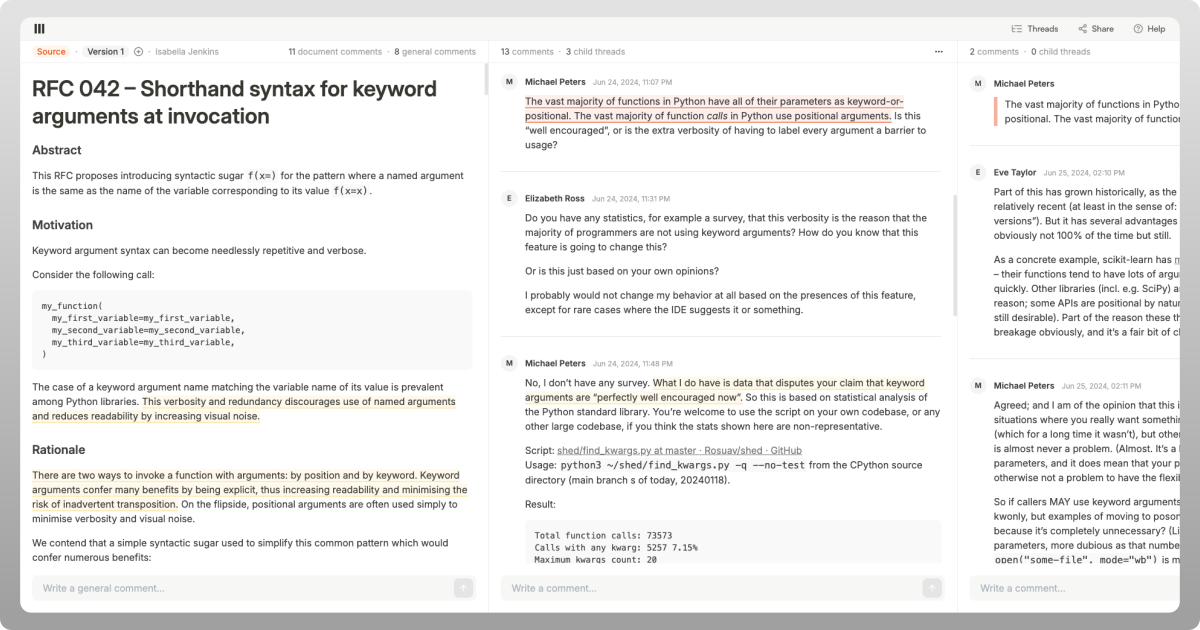 Threads Share Help
Source · Version 1 · Isabella Jenkins 11 document comments · 8 general comments
RFC 042 – Shorthand syntax for keyword
arguments at invocation
Abstract
This RFC proposes introducing syntactic sugar f(x=) for the pattern where a named argument
is the same as the name of the variable corresponding to its value f(x=x).
Motivation
Keyword argument syntax can become needlessly repetitive and verbose.
Consider the following call:
my_function(
my_first_variable=my_first_variable,
my_second_variable=my_second_variable,
my_third_variable=my_third_variable,
)
The case of a keyword argument name matching the variable name of its value is prevalent
among Python libraries. This verbosity and redundancy discourages use of named arguments
and reduces readability by increasing visual noise.
Rationale
There are two ways to invoke a function with arguments: by position and by keyword. Keyword
arguments confer many benefits by being explicit, thus increasing readability and minimising the
risk of inadvertent transposition. On the flipside, positional arguments are often used simply to
minimise verbosity and visual noise.
We contend that a simple syntactic sugar used to simplify this common pattern which would
confer numerous benefits:
Write a general comment...
13 comments · 3 child threads
M Michael Peters Jun 24, 2024, 11:07 PM
The vast majority of functions in Python have all of their parameters as keyword-or-
positional. The vast majority of function calls in Python use positional arguments. Is this
“well encouraged”, or is the extra verbosity of having to label every argument a barrier to
usage?
E Elizabeth Ross Jun 24, 2024, 11:31 PM
Do you have any statistics, for example a survey, that this verbosity is the reason that the
majority of programmers are not using keyword arguments? How do you know that this
feature is going to change this?
Or is this just based on your own opinions?
I probably would not change my behavior at all based on the presences of this feature,
except for rare cases where the IDE suggests it or something.
M Michael Peters Jun 24, 2024, 11:48 PM
No, I don’t have any survey. What I do have is data that disputes your claim that keyword
arguments are “perfectly well encouraged now”. So this is based on statistical analysis of
the Python standard library. You’re welcome to use the script on your own codebase, or any
other large codebase, if you think the stats shown here are non-representative.
Script: shed/find_kwargs.py at master · Rosuav/shed · GitHub
Usage: python3 ~/shed/find_kwargs.py -q --no-test from the CPython source
directory (main branch s of today, 20240118).
Result:
Total function calls: 73573
Calls with any kwarg: 5257 7.15%
Maximum kwargs count: 20
Write a comment...
2 comments · 0 child threads
M Michael Peters
The vast majority of functions in Pytho
positional. The vast majority of function
E Eve Taylor Jun 25, 2024, 02:10 PM
Part of this has grown historically, as the
relatively recent (at least in the sense of:
versions”). But it has several advantages
obviously not 100% of the time but still.
As a concrete example, scikit-learn has
– their functions tend to have lots of argu
quickly. Other libraries (incl. e.g. SciPy) a
reason; some APIs are positional by natur
still desirable). Part of the reason these th
breakage obviously, and it’s a fair bit of c
M Michael Peters Jun 25, 2024, 02:11 PM
Agreed; and I am of the opinion that this i
situations where you really want somethin
(which for a long time it wasn’t), but othe
is almost never a problem. (Almost. It’s a
parameters, and it does mean that your p
otherwise not a problem to have the flexib
So if callers MAY use keyword arguments
kwonly, but examples of moving to poson
because it’s completely unnecessary? (Li
parameters, more dubious as that numbe
open("some-file", mode="wb") is m
Write a comment...